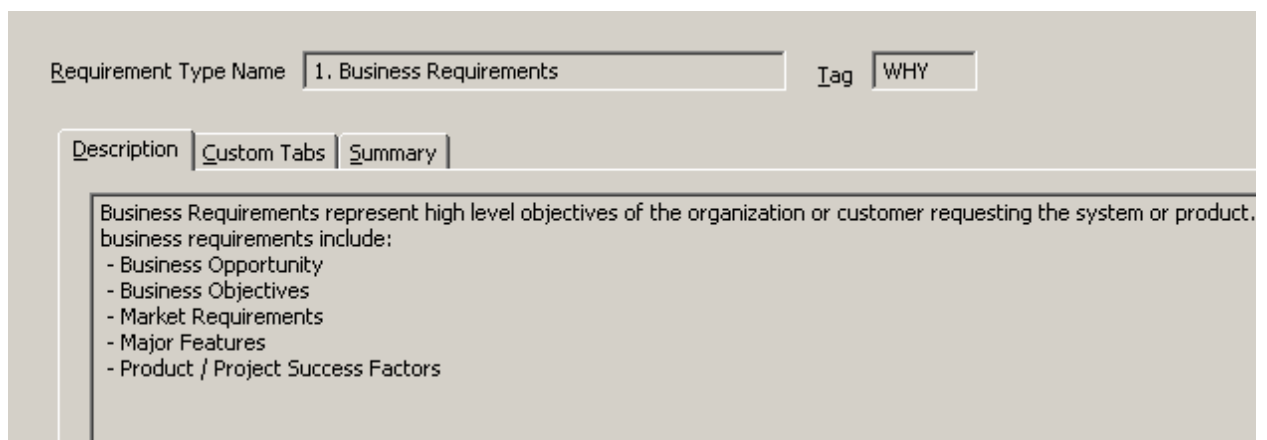 Requirement Type Name 1. Business Requirements Tag WHY
Description Custom Tabs Summary
Business Requirements represent high level objectives of the organization or customer requesting the system or product.
business requirements include:
- Business Opportunity
- Business Objectives
- Market Requirements
- Major Features
- Product / Project Success Factors